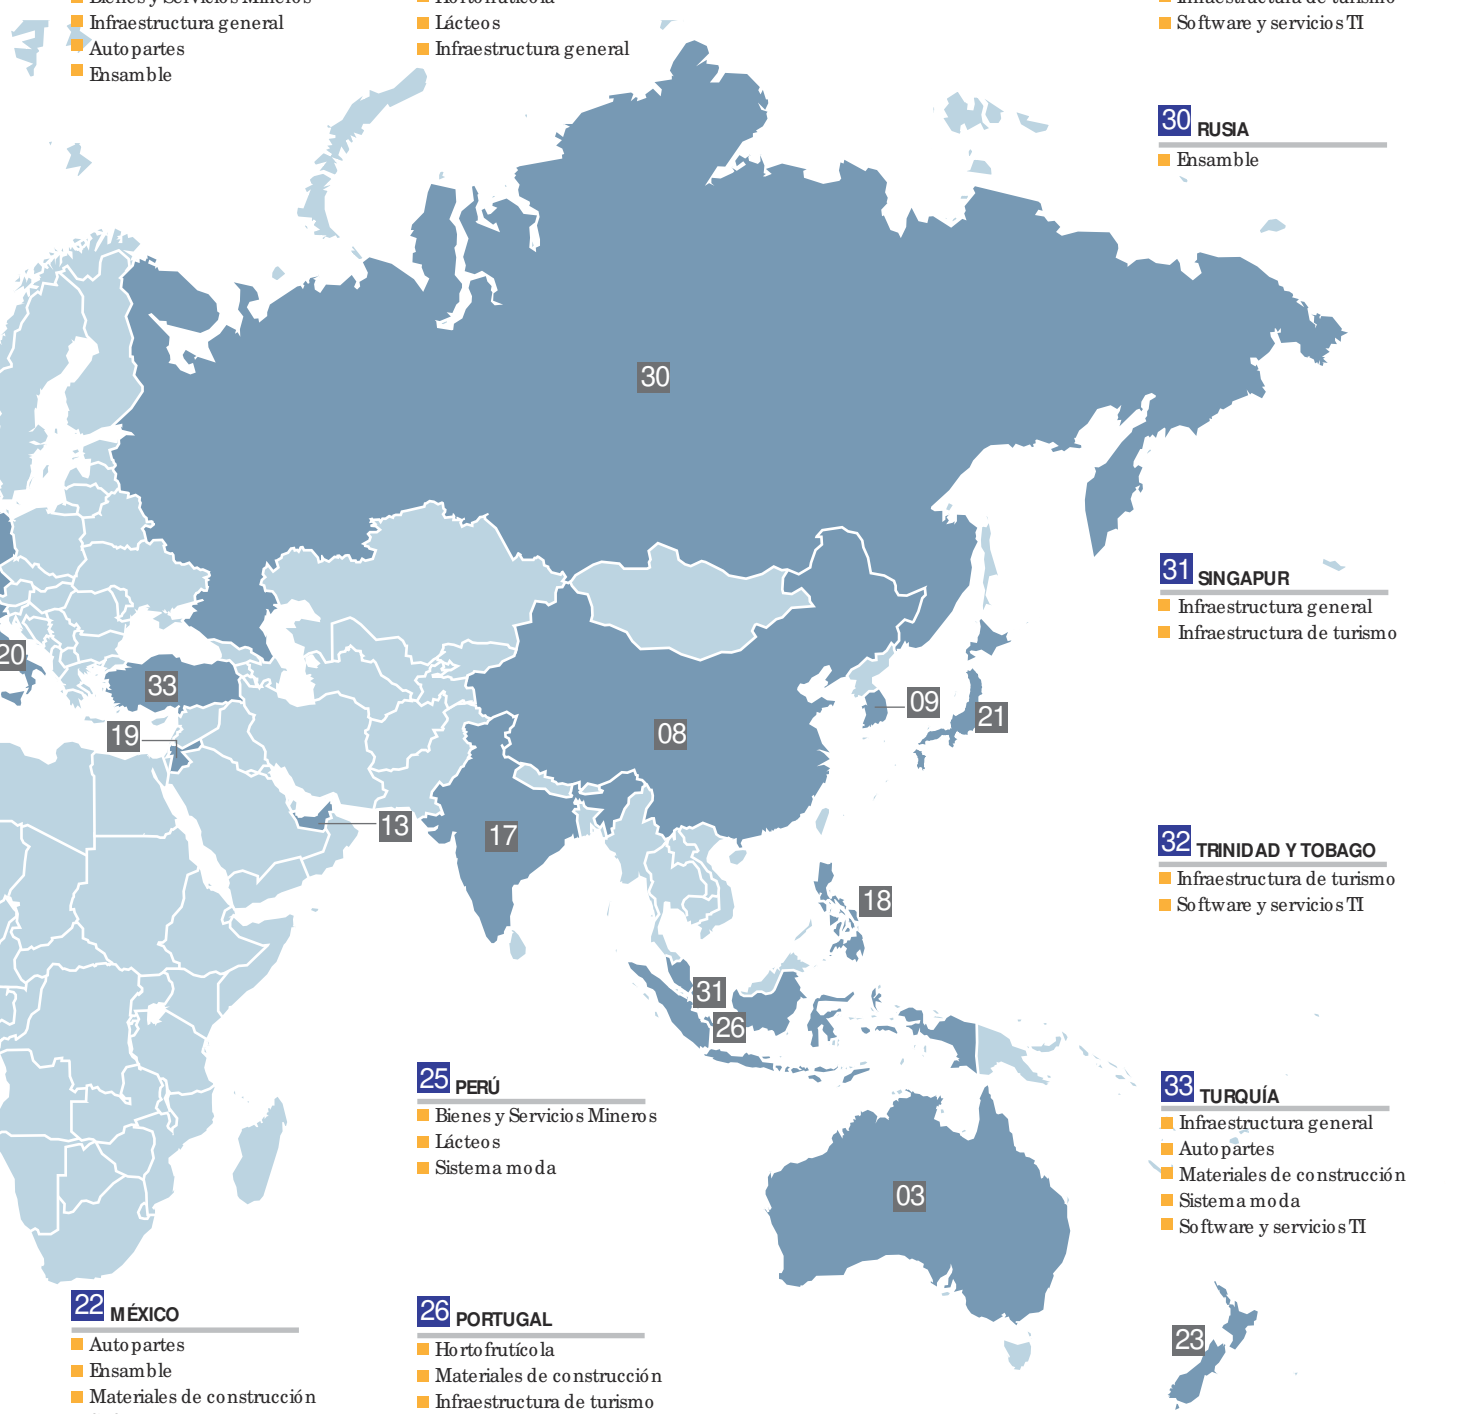 Infraestructura general
Autopartes
Ensamble
Lácteos
Infraestructura general
Software y servicios TI
30 RUSIA
Ensamble
30
31 SINGAPUR
Infraestructura general
Infraestructura de turismo
20
33
19
09
21
08
13
17
32 TRINIDAD Y TOBAGO
Infraestructura de turismo
Software y servicios TI
18
31
26
25 PERÚ
Bienes y Servicios Mineros
Lácteos
Sistema moda
33 TURQUÍA
Infraestructura general
Autopartes
Materiales de construcción
Sistema moda
Software y servicios TI
03
22 MÉXICO
Autopartes
Ensamble
Materiales de construcción
26 PORTUGAL
Hortofrutícola
Materiales de construcción
Infraestructura de turismo
23